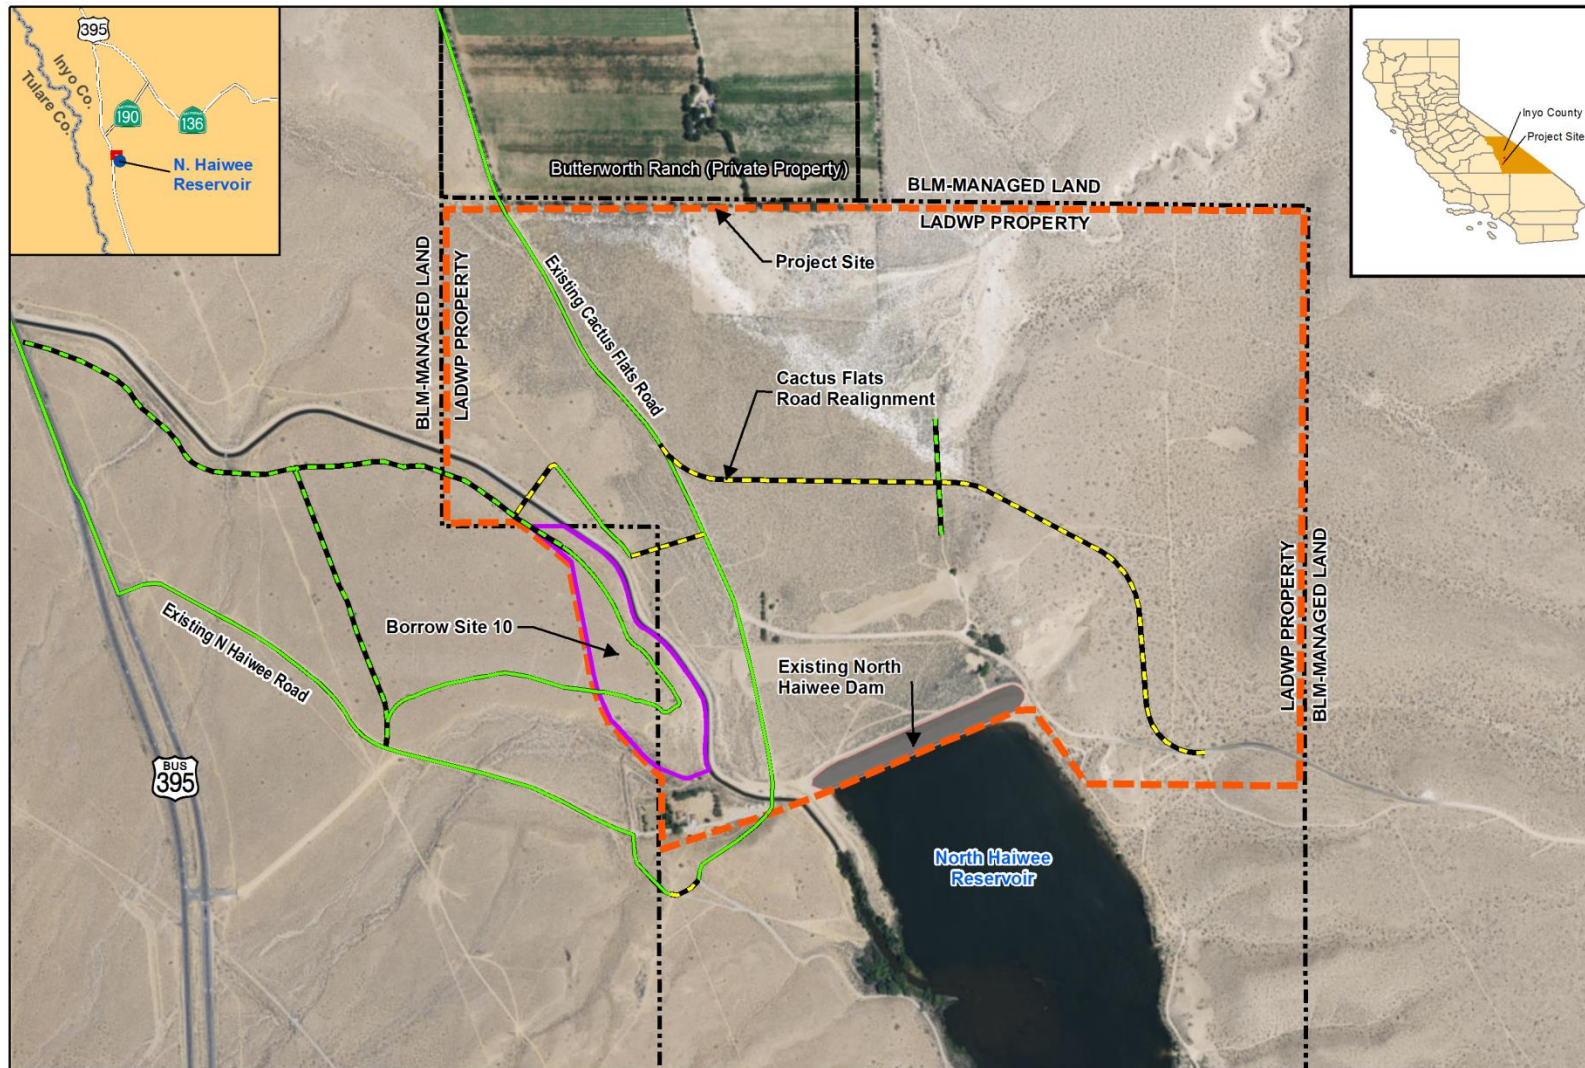 395
Inyo Co.
Tulare Co.
190
136
N. Haiwee
Reservoir
Inyo County
Project Site
Butterworth Ranch (Private Property)
BLM-MANAGED LAND
LADWP PROPERTY
Project Site
BLM-MANAGED LAND
LADWP PROPERTY
Existing Cactus Flats Road
Cactus Flats
Road Realignment
Borrow Site 10
Existing N Haiwee Road
Existing North
Haiwee Dam
LADWP PROPERTY
BLM-MANAGED LAND
BUS
395
North Haiwee
Reservoir